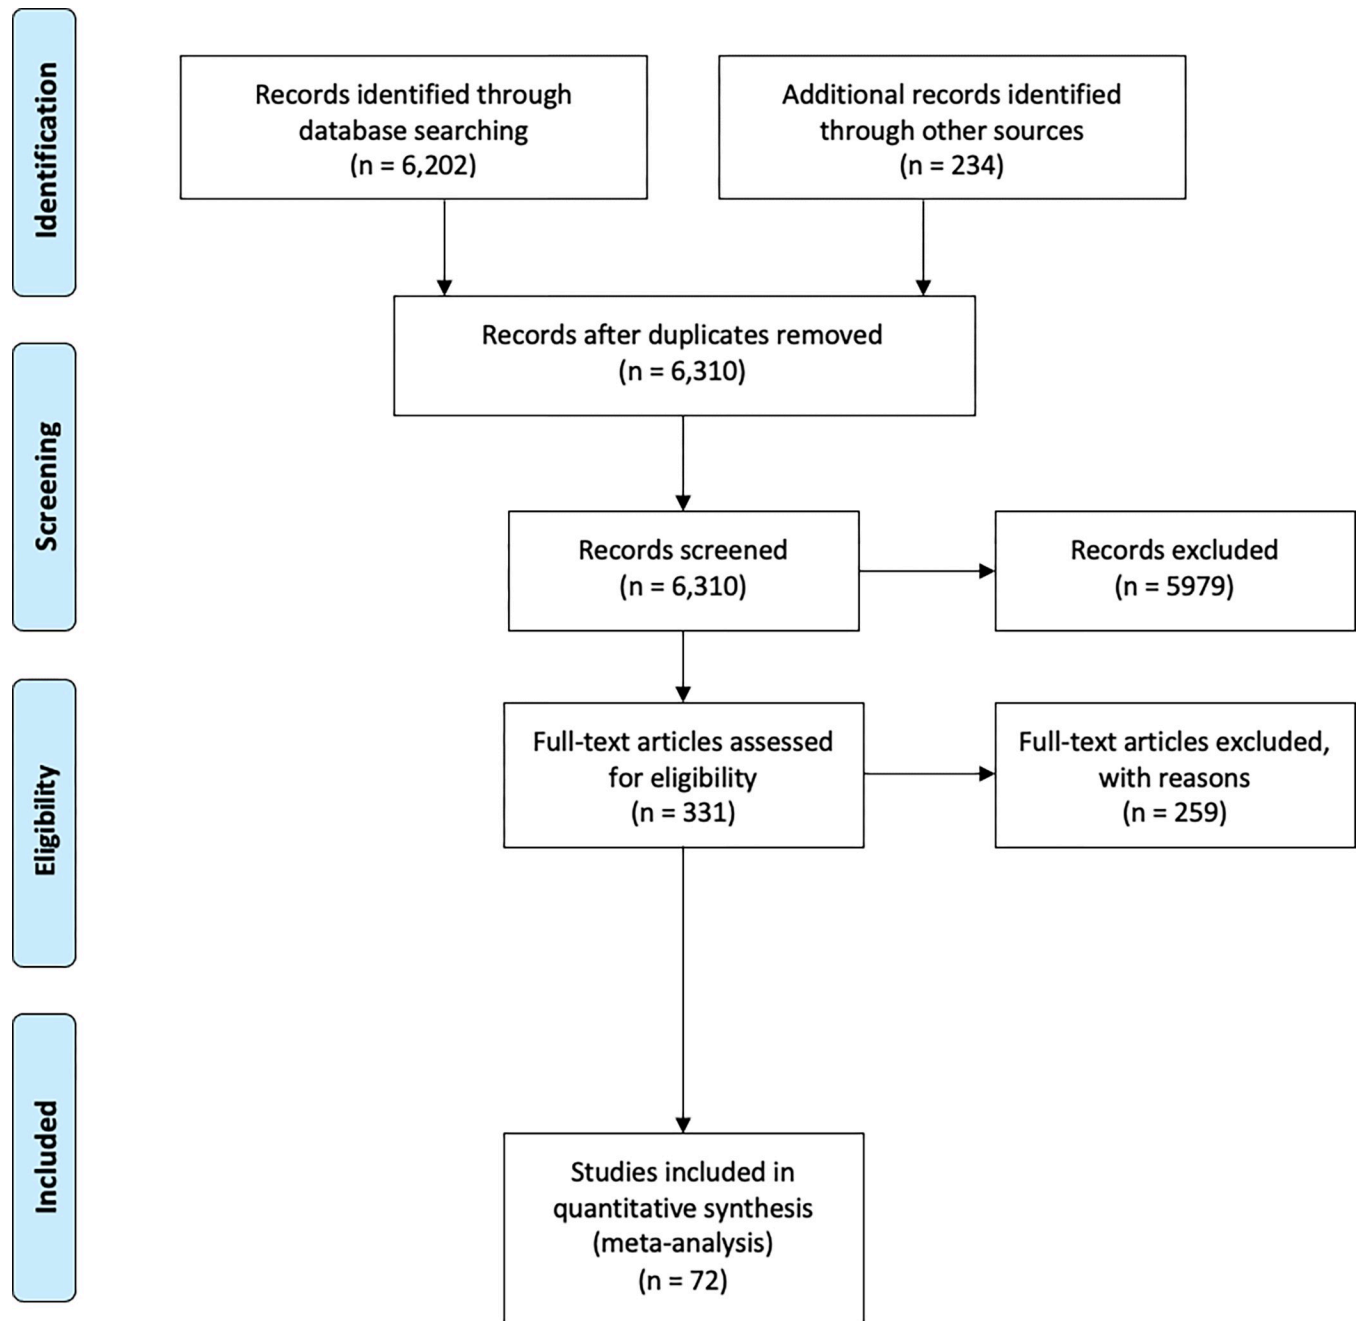 Identification
Records identified through
database searching
(n = 6,202)
Additional records identified
through other sources
(n = 234)
Records after duplicates removed
(n = 6,310)
Screening
Records screened
(n = 6,310)
Records excluded
(n = 5979)
Eligibility
Full-text articles assessed
for eligibility
(n = 331)
Full-text articles excluded,
with reasons
(n = 259)
Included
Studies included in
quantitative synthesis
(meta-analysis)
(n = 72)